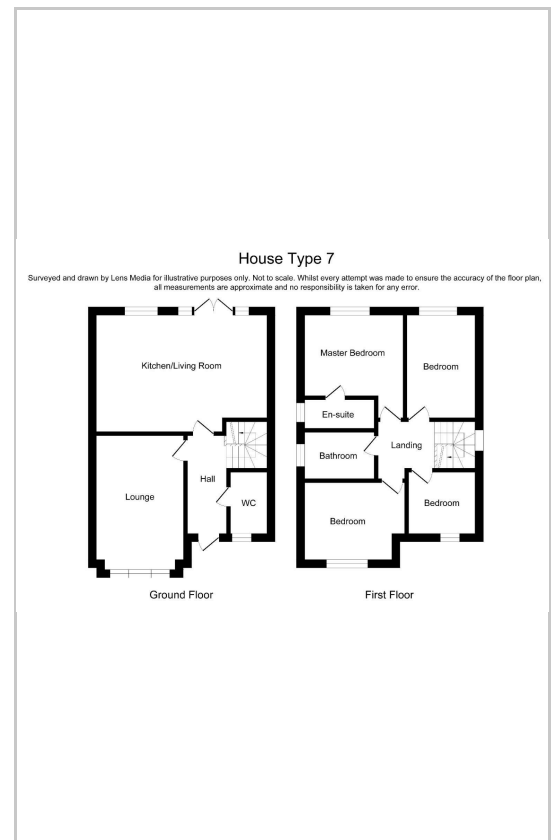 House Type 7
Surveyed and drawn by Lens Media for illustrative purposes only. Not to scale. Whilst every attempt was made to ensure the accuracy of the floor plan,
all measurements are approximate and no responsibility is taken for any error.
Kitchen/Living Room
Lounge
Hall
WC
Ground Floor
Master Bedroom
Bedroom
En-suite
Bathroom
Landing
Bedroom
Bedroom
First Floor